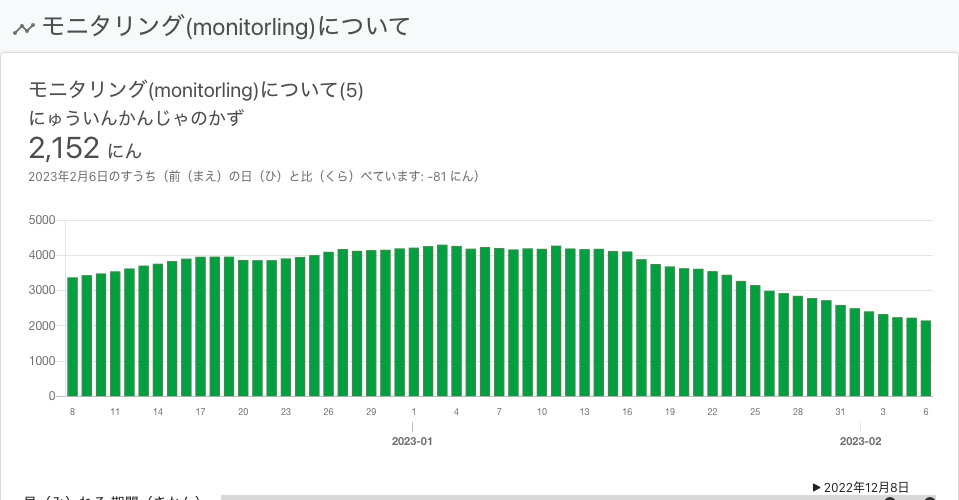 モニタリング(monitorling)について
モニタリング(monitorling)について(5)
にゅういんかんじゃのかず
2,152 にん
2023年2月6日のすうち（前（まえ）の日（ひ）と比（くら）べています: -81 にん）
5000
4000
3000
2000
1000
0
8 11 14 17 20 23 26 29 1 4 7 10 13 16 19 22 25 28 31 3 6
2023-01 2023-02
▶ 2022年12月8日